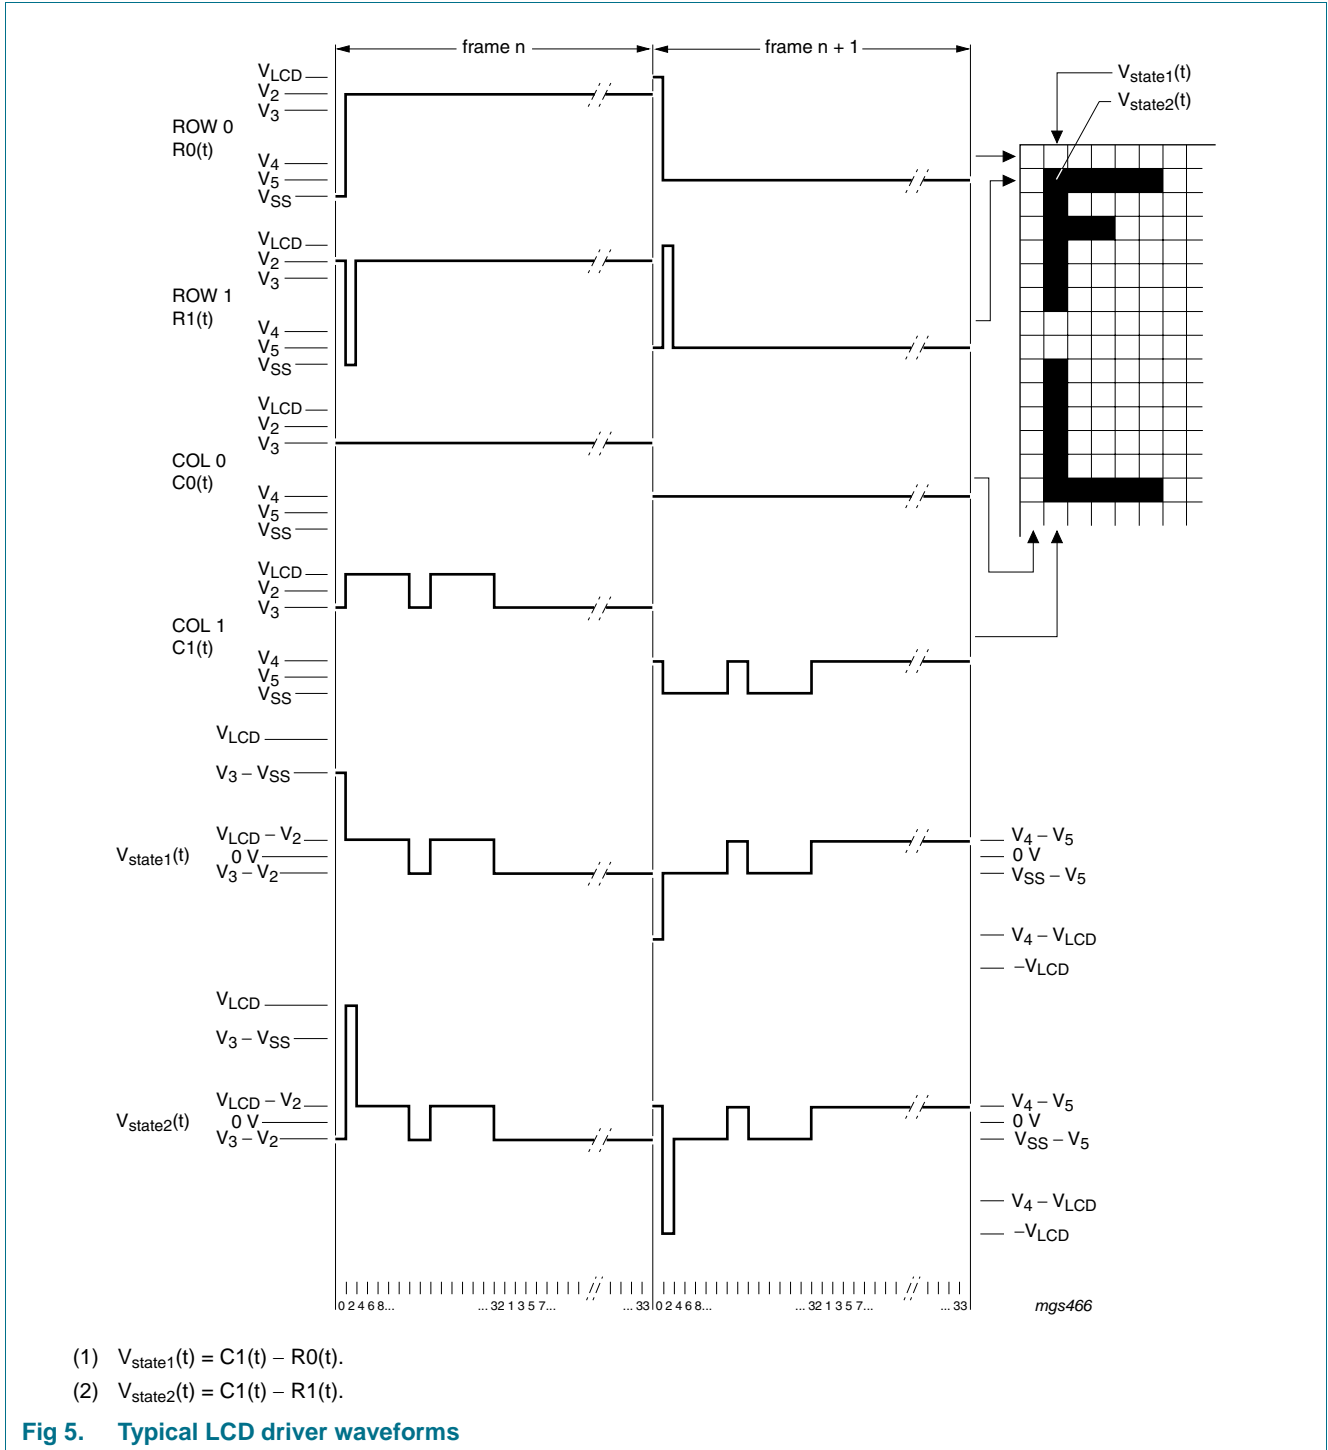 frame n
frame n + 1
VLCD
V2
V3
ROW 0
R0(t)
V4
V5
VSS
Vstate1(t)
Vstate2(t)
VLCD
V2
V3
ROW 1
R1(t)
V4
V5
VSS
VLCD
V2
V3
COL 0
C0(t)
V4
V5
VSS
VLCD
V2
V3
COL 1
C1(t)
V4
V5
VSS
VLCD
V3 – VSS
VLCD – V2
Vstate1(t)
0 V
V3 – V2
V4 – V5
0 V
VSS – V5
V4 – VLCD
–VLCD
VLCD
V3 – VSS
VLCD – V2
Vstate2(t)
0 V
V3 – V2
V4 – V5
0 V
VSS – V5
V4 – VLCD
–VLCD
0 2 4 6 8... ... 32 1 3 5 7... ... 33 0 2 4 6 8... ... 32 1 3 5 7... ... 33
mgs466
(1) Vstate1(t) = C1(t) – R0(t).
(2) Vstate2(t) = C1(t) – R1(t).
Fig 5. Typical LCD driver waveforms